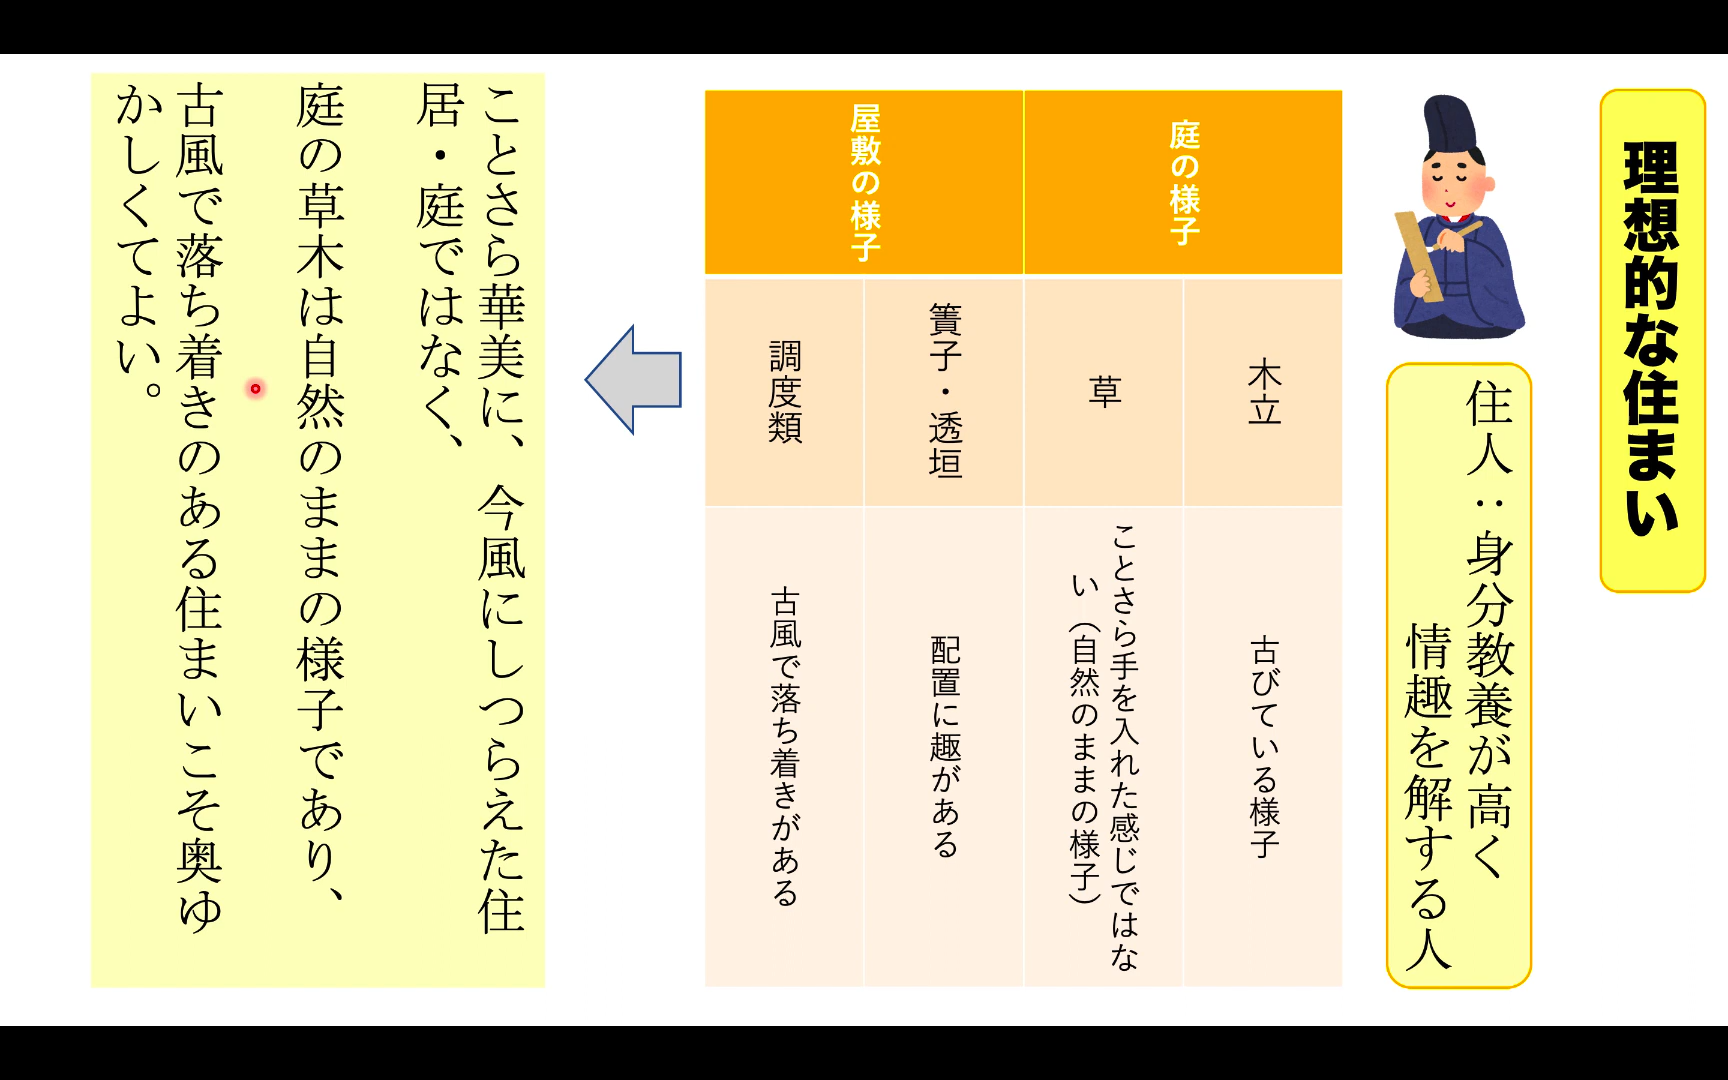 理想的な住まい
住人：身分教養が高く
情趣を解する人
庭の様子
木立
古びている様子
草
ことさら手を入れた感じではな
い（自然のままの様子）
屋敷の様子
簀子・透垣
配置に趣がある
調度類
古風で落ち着きがある
ことさら華美に、今風にしつらえた住
居・庭ではなく、
庭の草木は自然のままの様子であり、
古風で落ち着きのある住まいこそ奥ゆ
かしくてよい。